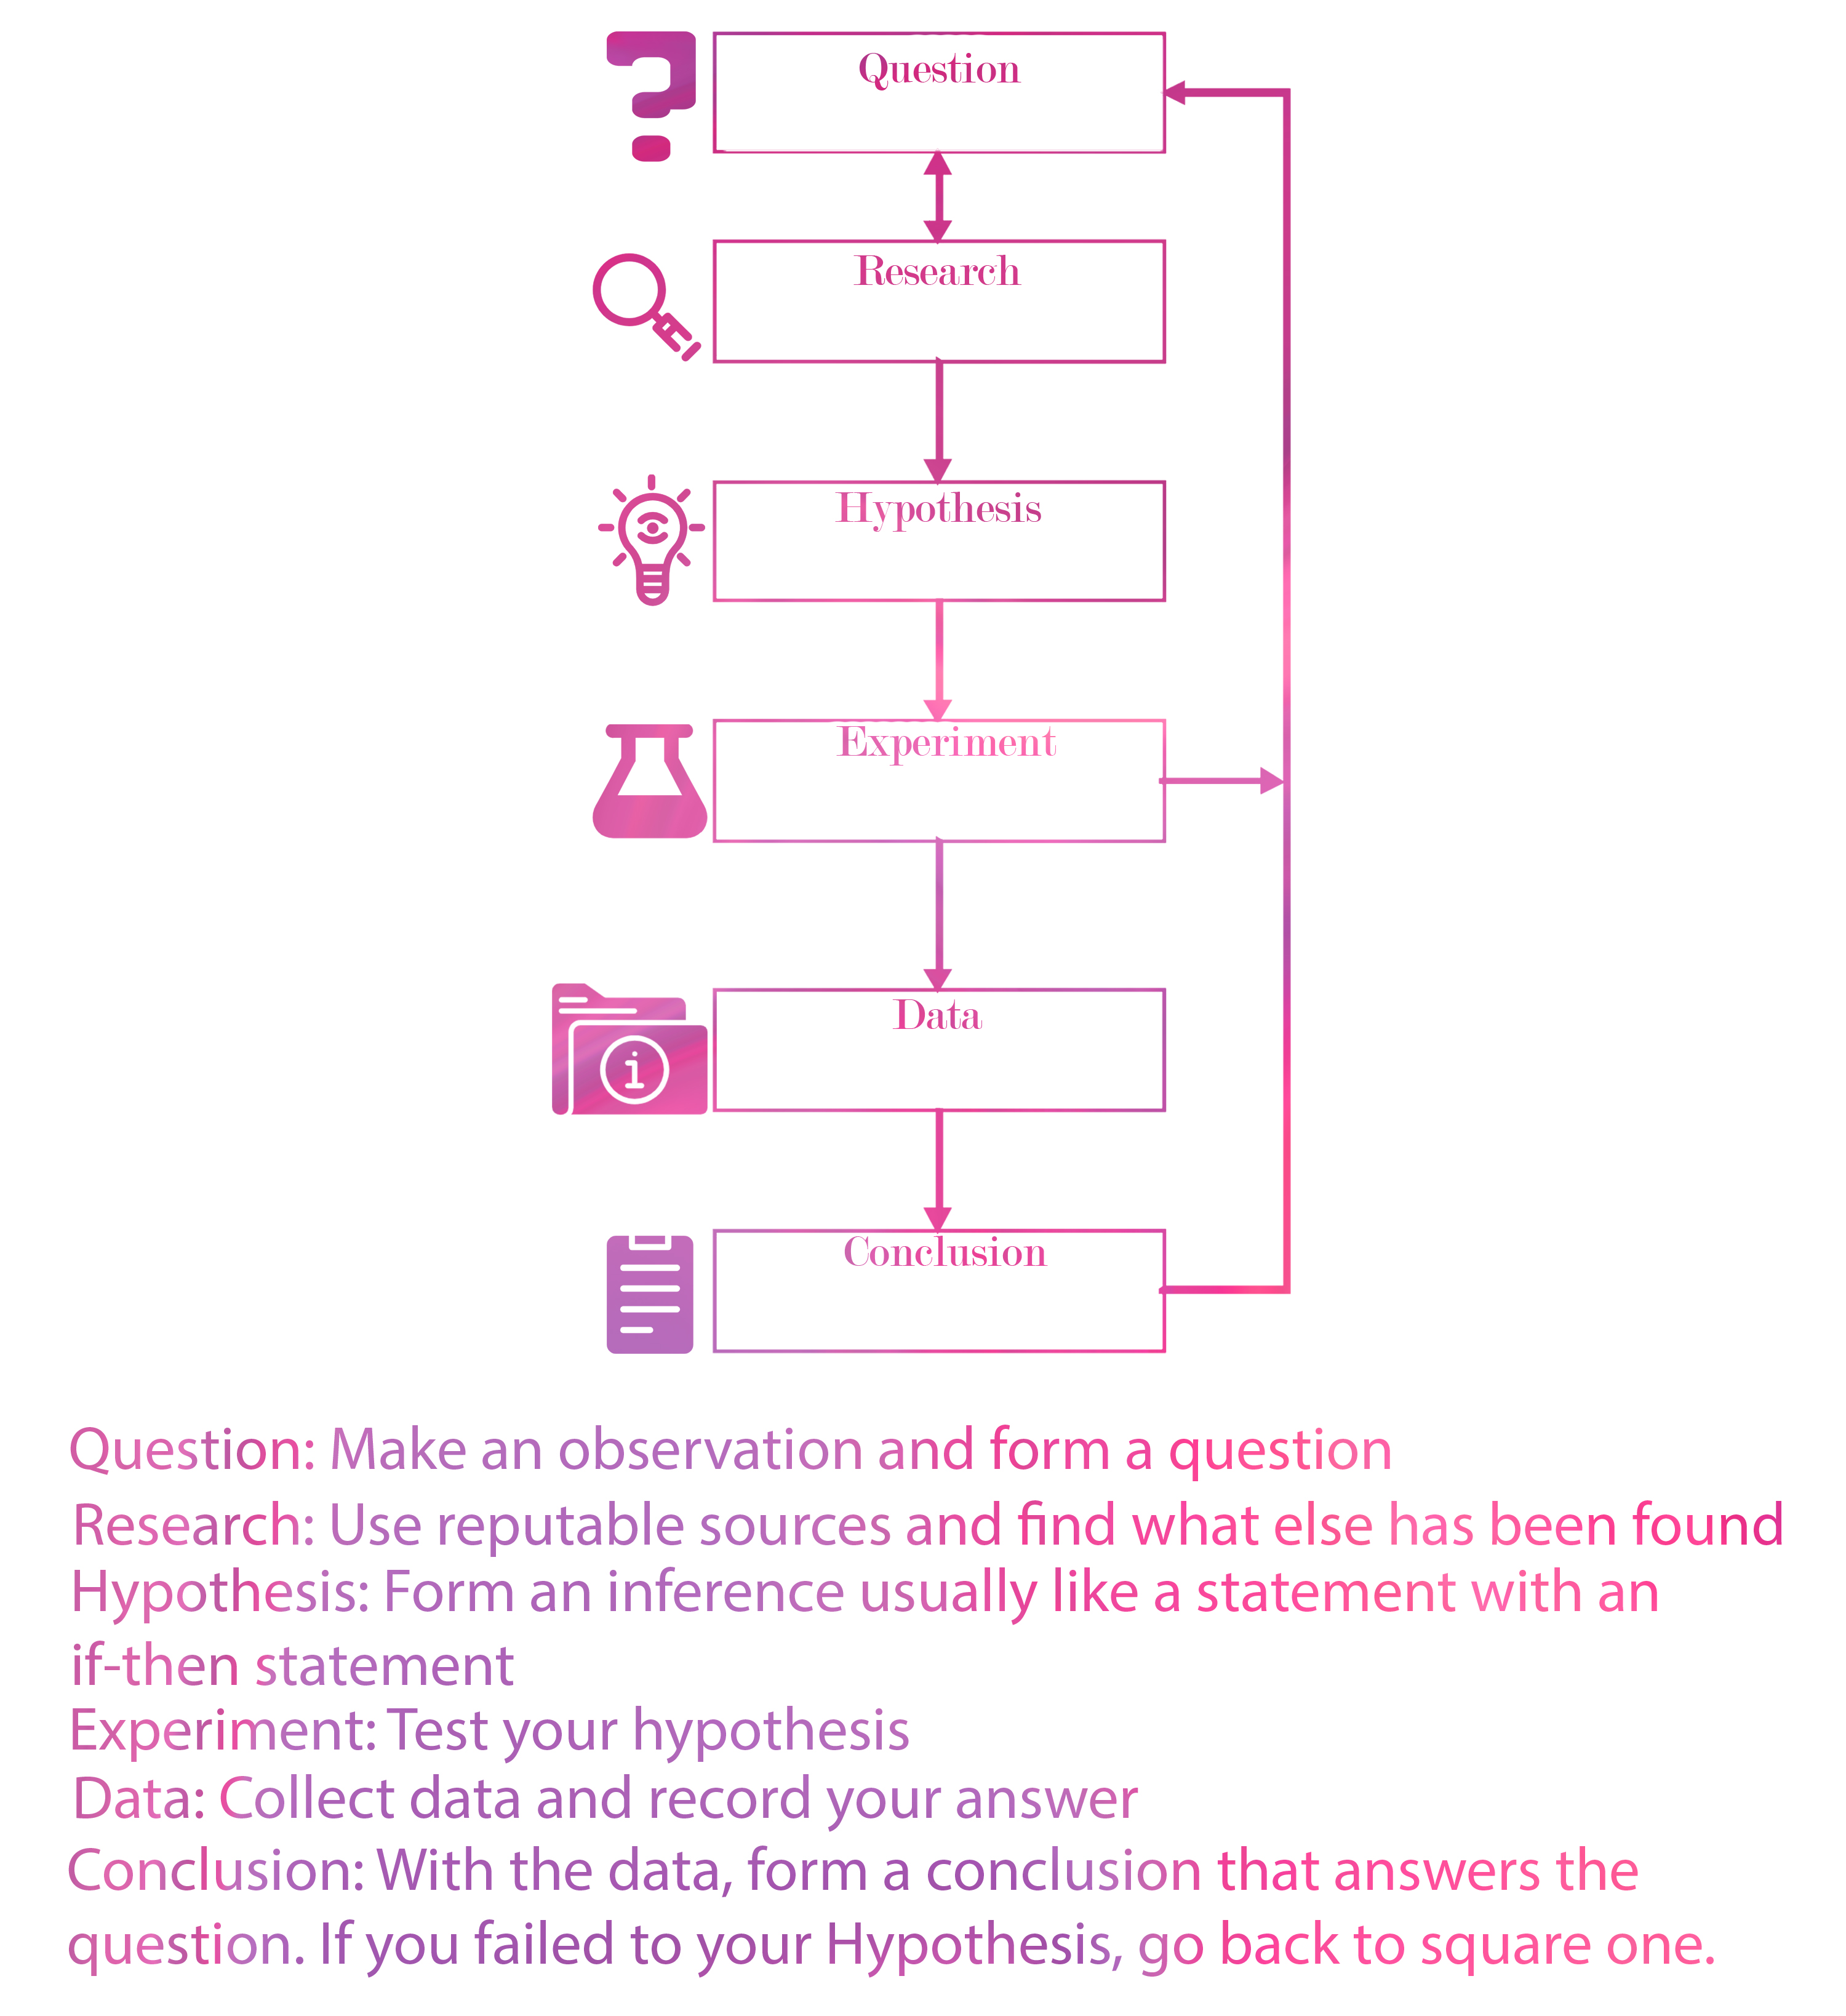 Question
Research
Hypothesis
Experiment
Data
i
Conclusion
Question: Make an observation and form a question
Research: Use reputable sources and find what else has been found
Hypothesis: Form an inference usually like a statement with an
if-then statement
Experiment: Test your hypothesis
Data: Collect data and record your answer
Conclusion: With the data, form a conclusion that answers the
question. If you failed to your Hypothesis, go back to square one.